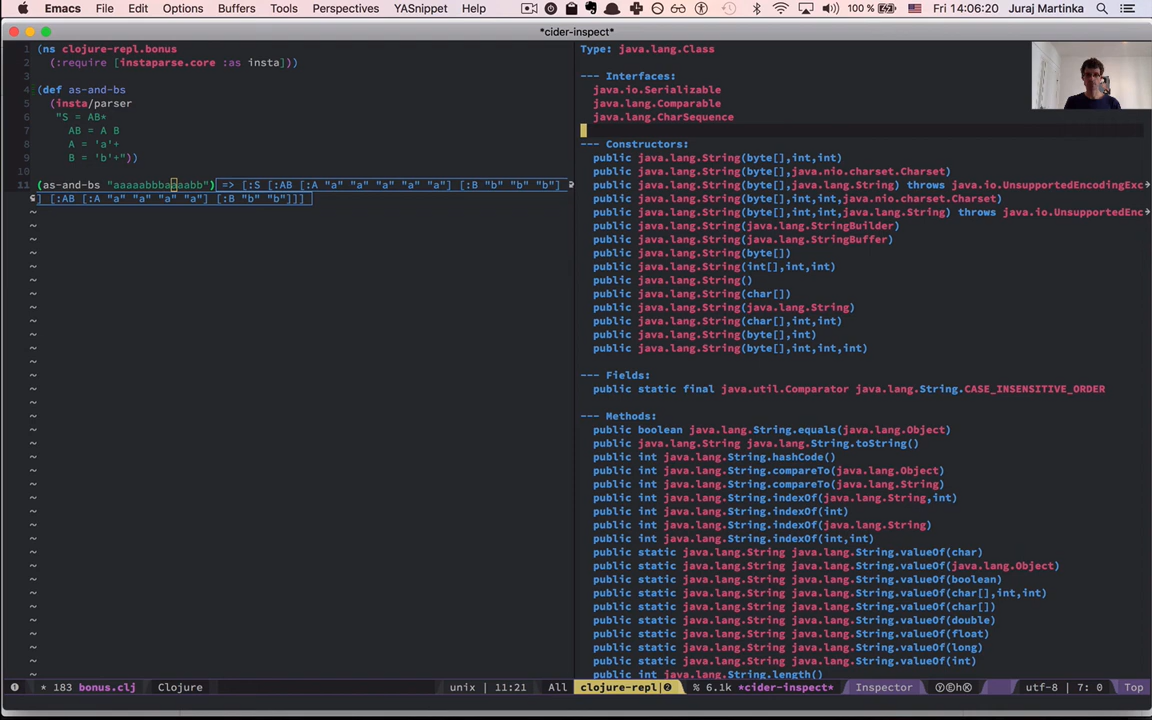 Emacs File Edit Options Buffers Tools Perspectives YASnippet Help 100 % Fri 14:06:20 Juraj Martinka
*cider-inspect*
1 (ns clojure-repl.bonus
2 (:require [instaparse.core :as insta]))
3
4 (def as-and-bs
5 (insta/parser
6 "S = AB*
7 AB = A B
8 A = 'a'+
9 B = 'b'+"))
10
11 (as-and-bs "aaaaabbbaaaabb") => [:S [:AB [:A "a" "a" "a" "a" "a"] [:B "b" "b" "b"]
] [:AB [:A "a" "a" "a" "a"] [:B "b" "b"]]]
* 183 bonus.clj Clojure unix | 11:21 All
Type: java.lang.Class
--- Interfaces:
java.io.Serializable
java.lang.Comparable
java.lang.CharSequence
--- Constructors:
public java.lang.String(byte[],int,int)
public java.lang.String(byte[],java.nio.charset.Charset)
public java.lang.String(byte[],java.lang.String) throws java.io.UnsupportedEncodingExc
public java.lang.String(byte[],int,int,java.nio.charset.Charset)
public java.lang.String(byte[],int,int,java.lang.String) throws java.io.UnsupportedEnc
public java.lang.String(java.lang.StringBuilder)
public java.lang.String(java.lang.StringBuffer)
public java.lang.String(byte[])
public java.lang.String(int[],int,int)
public java.lang.String()
public java.lang.String(char[])
public java.lang.String(java.lang.String)
public java.lang.String(char[],int,int)
public java.lang.String(byte[],int)
public java.lang.String(byte[],int,int,int)
--- Fields:
public static final java.util.Comparator java.lang.String.CASE_INSENSITIVE_ORDER
--- Methods:
public boolean java.lang.String.equals(java.lang.Object)
public java.lang.String java.lang.String.toString()
public int java.lang.String.hashCode()
public int java.lang.String.compareTo(java.lang.Object)
public int java.lang.String.compareTo(java.lang.String)
public int java.lang.String.indexOf(java.lang.String,int)
public int java.lang.String.indexOf(int)
public int java.lang.String.indexOf(java.lang.String)
public int java.lang.String.indexOf(int,int)
public static java.lang.String java.lang.String.valueOf(char)
public static java.lang.String java.lang.String.valueOf(java.lang.Object)
public static java.lang.String java.lang.String.valueOf(boolean)
public static java.lang.String java.lang.String.valueOf(char[],int,int)
public static java.lang.String java.lang.String.valueOf(char[])
public static java.lang.String java.lang.String.valueOf(double)
public static java.lang.String java.lang.String.valueOf(float)
public static java.lang.String java.lang.String.valueOf(long)
public static java.lang.String java.lang.String.valueOf(int)
public int java.lang.String.length()
clojure-repl|❷ % 6.1k *cider-inspect* Inspector ⓎⒺhⓀ utf-8 | 7: 0 Top